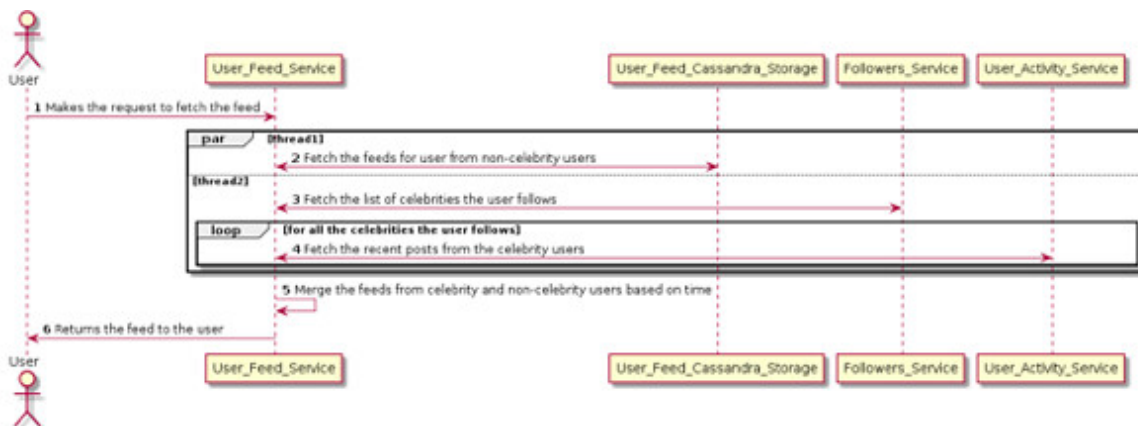 User
User_Feed_Service
User_Feed_Cassandra_Storage
Followers_Service
User_Activity_Service
1 Makes the request to fetch the feed
par [thread1]
2 Fetch the feeds for user from non-celebrity users
[thread2]
3 Fetch the list of celebrities the user follows
loop [for all the celebrities the user follows]
4 Fetch the recent posts from the celebrity users
5 Merge the feeds from celebrity and non-celebrity users based on time
6 Returns the feed to the user
User
User_Feed_Service
User_Feed_Cassandra_Storage
Followers_Service
User_Activity_Service